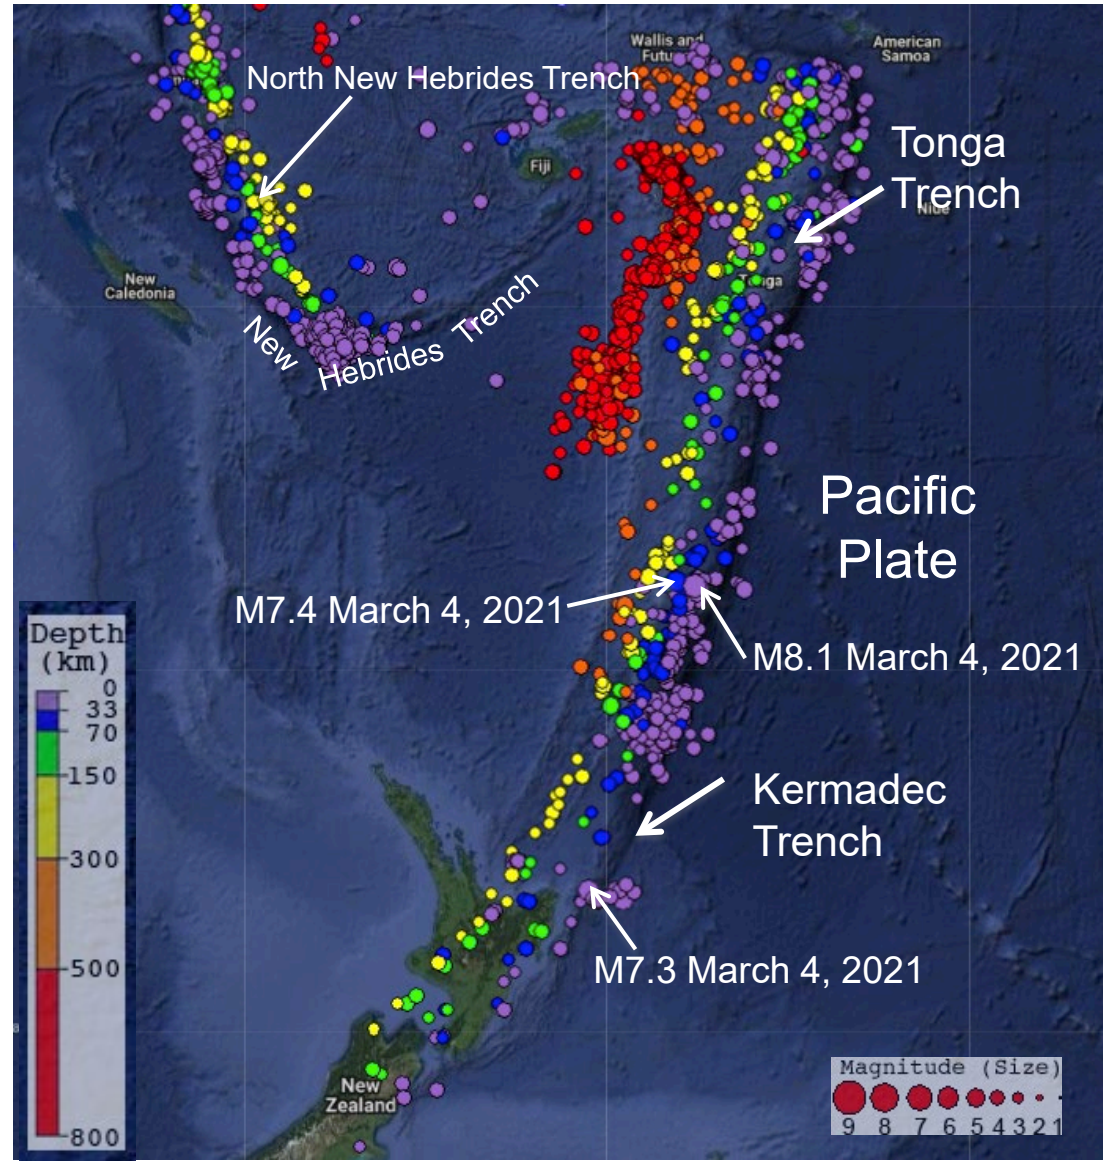 Wallis and
Futu
American
Samoa
North New Hebrides Trench
Tonga
Trench
Fiji
Niue
New
Caledonia
New Hebrides Trench
Pacific
Plate
M7.4 March 4, 2021
M8.1 March 4, 2021
Depth
(km)
0
33
70
150
300
500
800
Kermadec
Trench
M7.3 March 4, 2021
New
Zealand
Magnitude (Size)
9 8 7 6 5 4 3 2 1